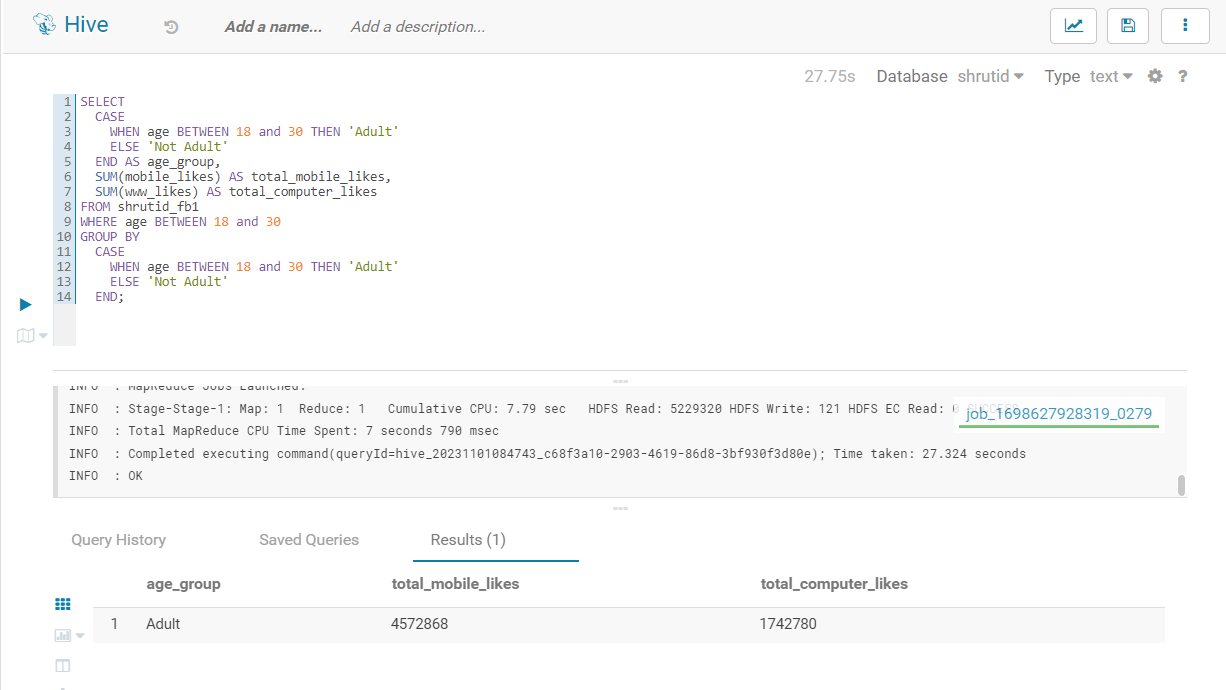 Hive
Add a name...
Add a description...
27.75s Database shrutid Type text ?
1 SELECT
2 CASE
3 WHEN age BETWEEN 18 and 30 THEN 'Adult'
4 ELSE 'Not Adult'
5 END AS age_group,
6 SUM(mobile_likes) AS total_mobile_likes,
7 SUM(www_likes) AS total_computer_likes
8 FROM shrutid_fb1
9 WHERE age BETWEEN 18 and 30
10 GROUP BY
11 CASE
12 WHEN age BETWEEN 18 and 30 THEN 'Adult'
13 ELSE 'Not Adult'
14 END;
INFO : MapReduce Jobs Launched:
INFO : Stage-Stage-1: Map: 1 Reduce: 1 Cumulative CPU: 7.79 sec HDFS Read: 5229320 HDFS Write: 121 HDFS EC Read: 0 SUCCESS
job_1698627928319_0279
INFO : Total MapReduce CPU Time Spent: 7 seconds 790 msec
INFO : Completed executing command(queryId=hive_20231101084743_c68f3a10-2903-4619-86d8-3bf930f3d80e); Time taken: 27.324 seconds
INFO : OK
Query History Saved Queries Results (1)
age_group total_mobile_likes total_computer_likes
1 Adult 4572868 1742780